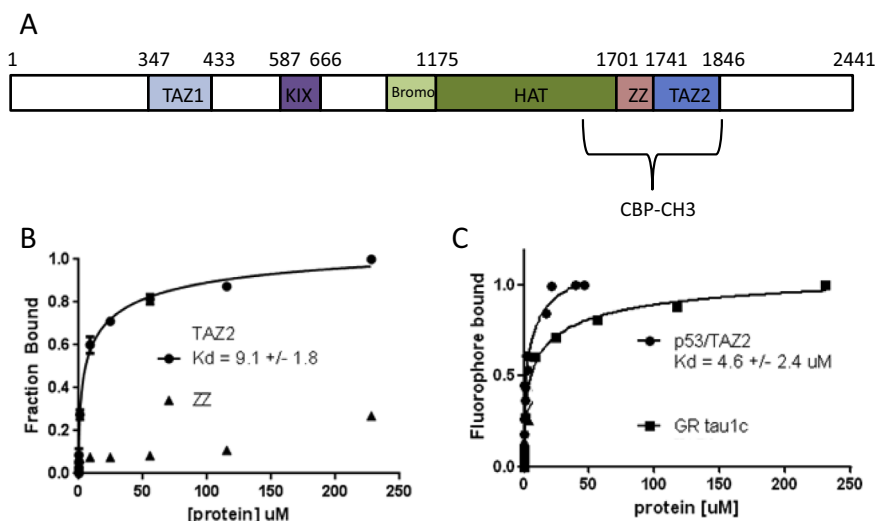 A
1 347 433 587 666 1175 1701 1741 1846 2441
TAZ1 KIX Bromo HAT ZZ TAZ2
CBP-CH3
B
Fraction Bound
1.0
0.8
0.6
0.4
0.2
0.0
TAZ2
Kd = 9.1 +/- 1.8
ZZ
0 50 100 150 200 250
[protein] uM
C
Fluorophore bound
1.0
0.5
0.0
p53/TAZ2
Kd = 4.6 +/- 2.4 uM
GR tau1c
0 50 100 150 200 250
protein [uM]